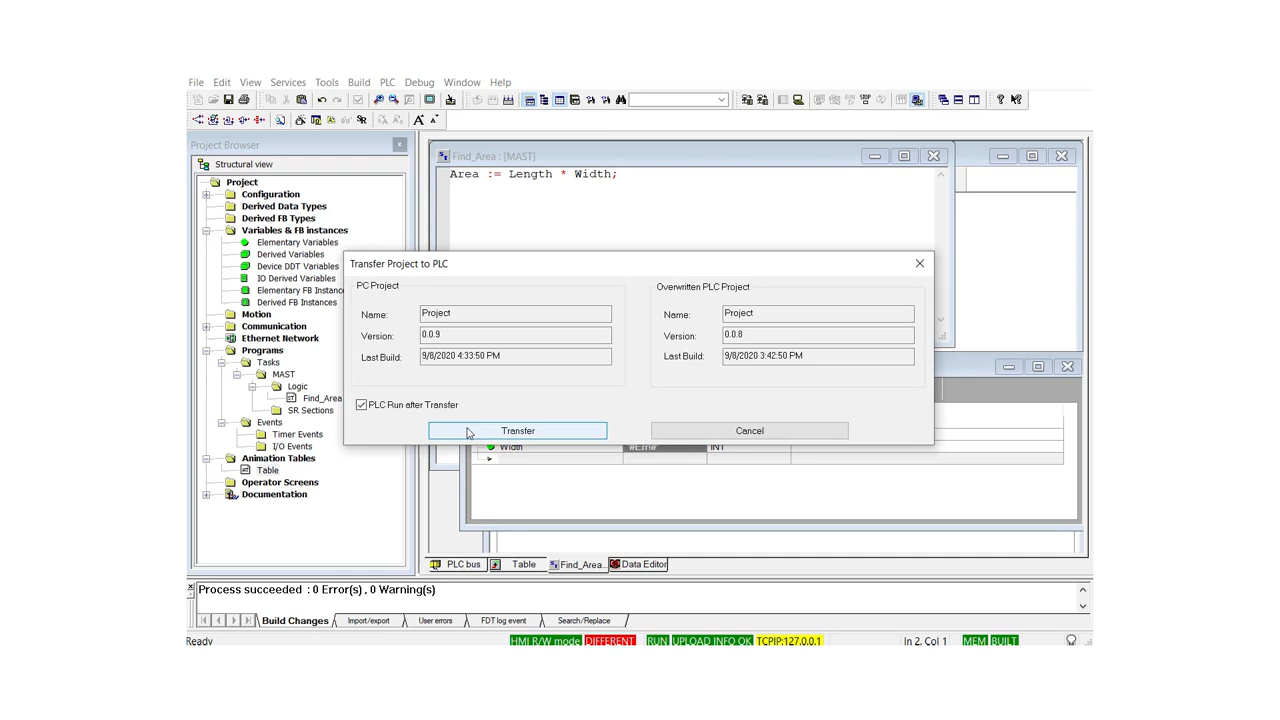 File Edit View Services Tools Build PLC Debug Window Help
Project Browser
Structural view
Project
Configuration
Derived Data Types
Derived FB Types
Variables & FB instances
Elementary Variables
Derived Variables
Device DDT Variables
IO Derived Variables
Elementary FB Instanc
Derived FB Instances
Motion
Communication
Ethernet Network
Programs
Tasks
MAST
Logic
Find_Area
SR Sections
Events
Timer Events
I/O Events
Animation Tables
Table
Operator Screens
Documentation
Find_Area : [MAST]
Area := Length * Width;
Transfer Project to PLC
PC Project
Name: Project
Version: 0.0.9
Last Build: 9/8/2020 4:33:50 PM
Overwritten PLC Project
Name: Project
Version: 0.0.8
Last Build: 9/8/2020 3:42:50 PM
PLC Run after Transfer
Transfer Cancel
Width INT
PLC bus Table Find_Area... Data Editor
Process succeeded : 0 Error(s) , 0 Warning(s)
Build Changes Import/export User errors FDT log event Search/Replace
Ready HMI R/W mode DIFFERENT RUN UPLOAD INFO OK TCPIP:127.0.0.1 ln 2, Col 1 MEM BUILT